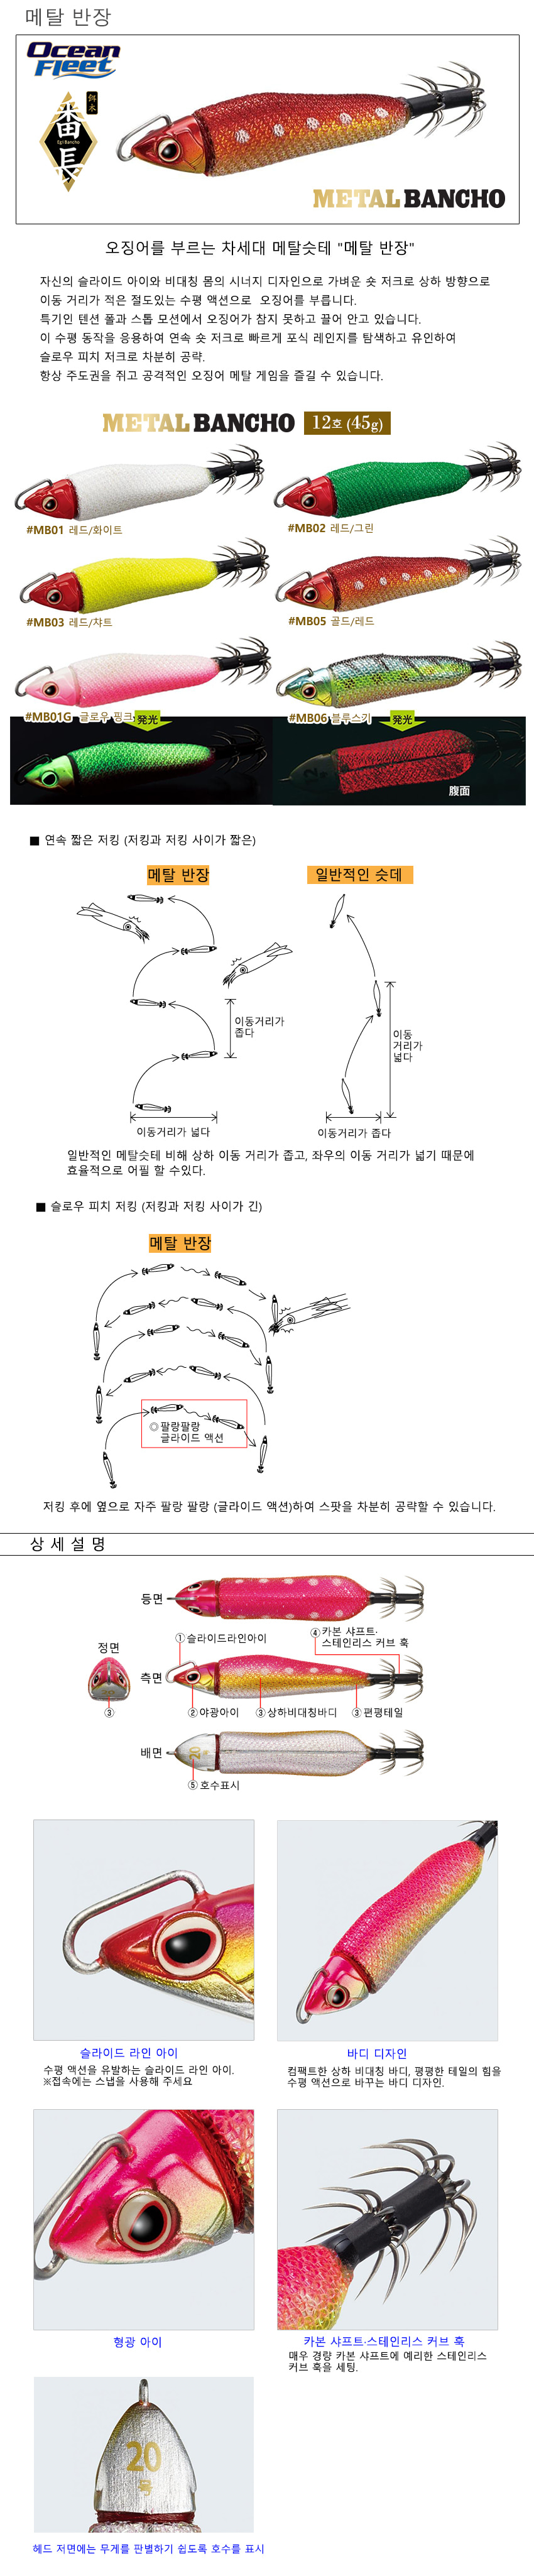 메탈 반장
Ocean
Fleet
餌木
番長
Egi Bancho
METAL BANCHO
오징어를 부르는 차세대 메탈슷테 "메탈 반장"
자신의 슬라이드 아이와 비대칭 몸의 시너지 디자인으로 가벼운 숏 저크로 상하 방향으로
이동 거리가 적은 절도있는 수평 액션으로 오징어를 부릅니다.
특기인 텐션 폴과 스톱 모션에서 오징어가 참지 못하고 끌어 안고 있습니다.
이 수평 동작을 응용하여 연속 숏 저크로 빠르게 포식 레인지를 탐색하고 유인하여
슬로우 피치 저크로 차분히 공략.
항상 주도권을 쥐고 공격적인 오징어 메탈 게임을 즐길 수 있습니다.
METAL BANCHO 12호 (45g)
#MB01 레드/화이트
#MB02 레드/그린
#MB03 레드/챠트
#MB05 골드/레드
#MB01G 글로우 핑크 発光
#MB06 블루스기 発光
腹面
■ 연속 짧은 저킹 (저킹과 저킹 사이가 짧은)
메탈 반장
일반적인 슷데
이동거리가
좁다
이동
거리가
넓다
이동거리가 넓다
이동거리가 좁다
일반적인 메탈슷테 비해 상하 이동 거리가 좁고, 좌우의 이동 거리가 넓기 때문에
효율적으로 어필 할 수있다.
■ 슬로우 피치 저킹 (저킹과 저킹 사이가 긴)
메탈 반장
◎팔랑팔랑
글라이드 액션
저킹 후에 옆으로 자주 팔랑 팔랑 (글라이드 액션)하여 스팟을 차분히 공략할 수 있습니다.
상 세 설 명
등면
정면
①슬라이드라인아이
④카본 샤프트·
스테인리스 커브 훅
측면
③
②야광아이
③상하비대칭바디
③편평테일
배면
20
⑤호수표시
슬라이드 라인 아이
수평 액션을 유발하는 슬라이드 라인 아이.
※접속에는 스냅을 사용해 주세요
바디 디자인
컴팩트한 상하 비대칭 바디, 평평한 테일의 힘을
수평 액션으로 바꾸는 바디 디자인.
형광 아이
카본 샤프트·스테인리스 커브 훅
매우 경량 카본 샤프트에 예리한 스테인리스
커브 훅을 세팅.
20
号
헤드 저면에는 무게를 판별하기 쉽도록 호수를 표시